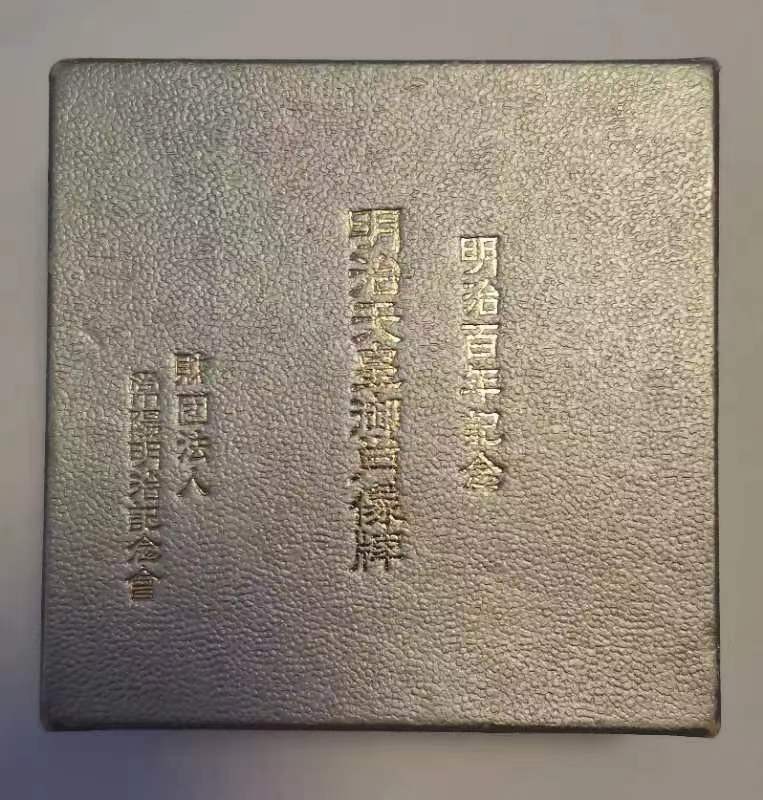 明治百年記念
明治天皇御肖像牌
財団法人
明治記念會